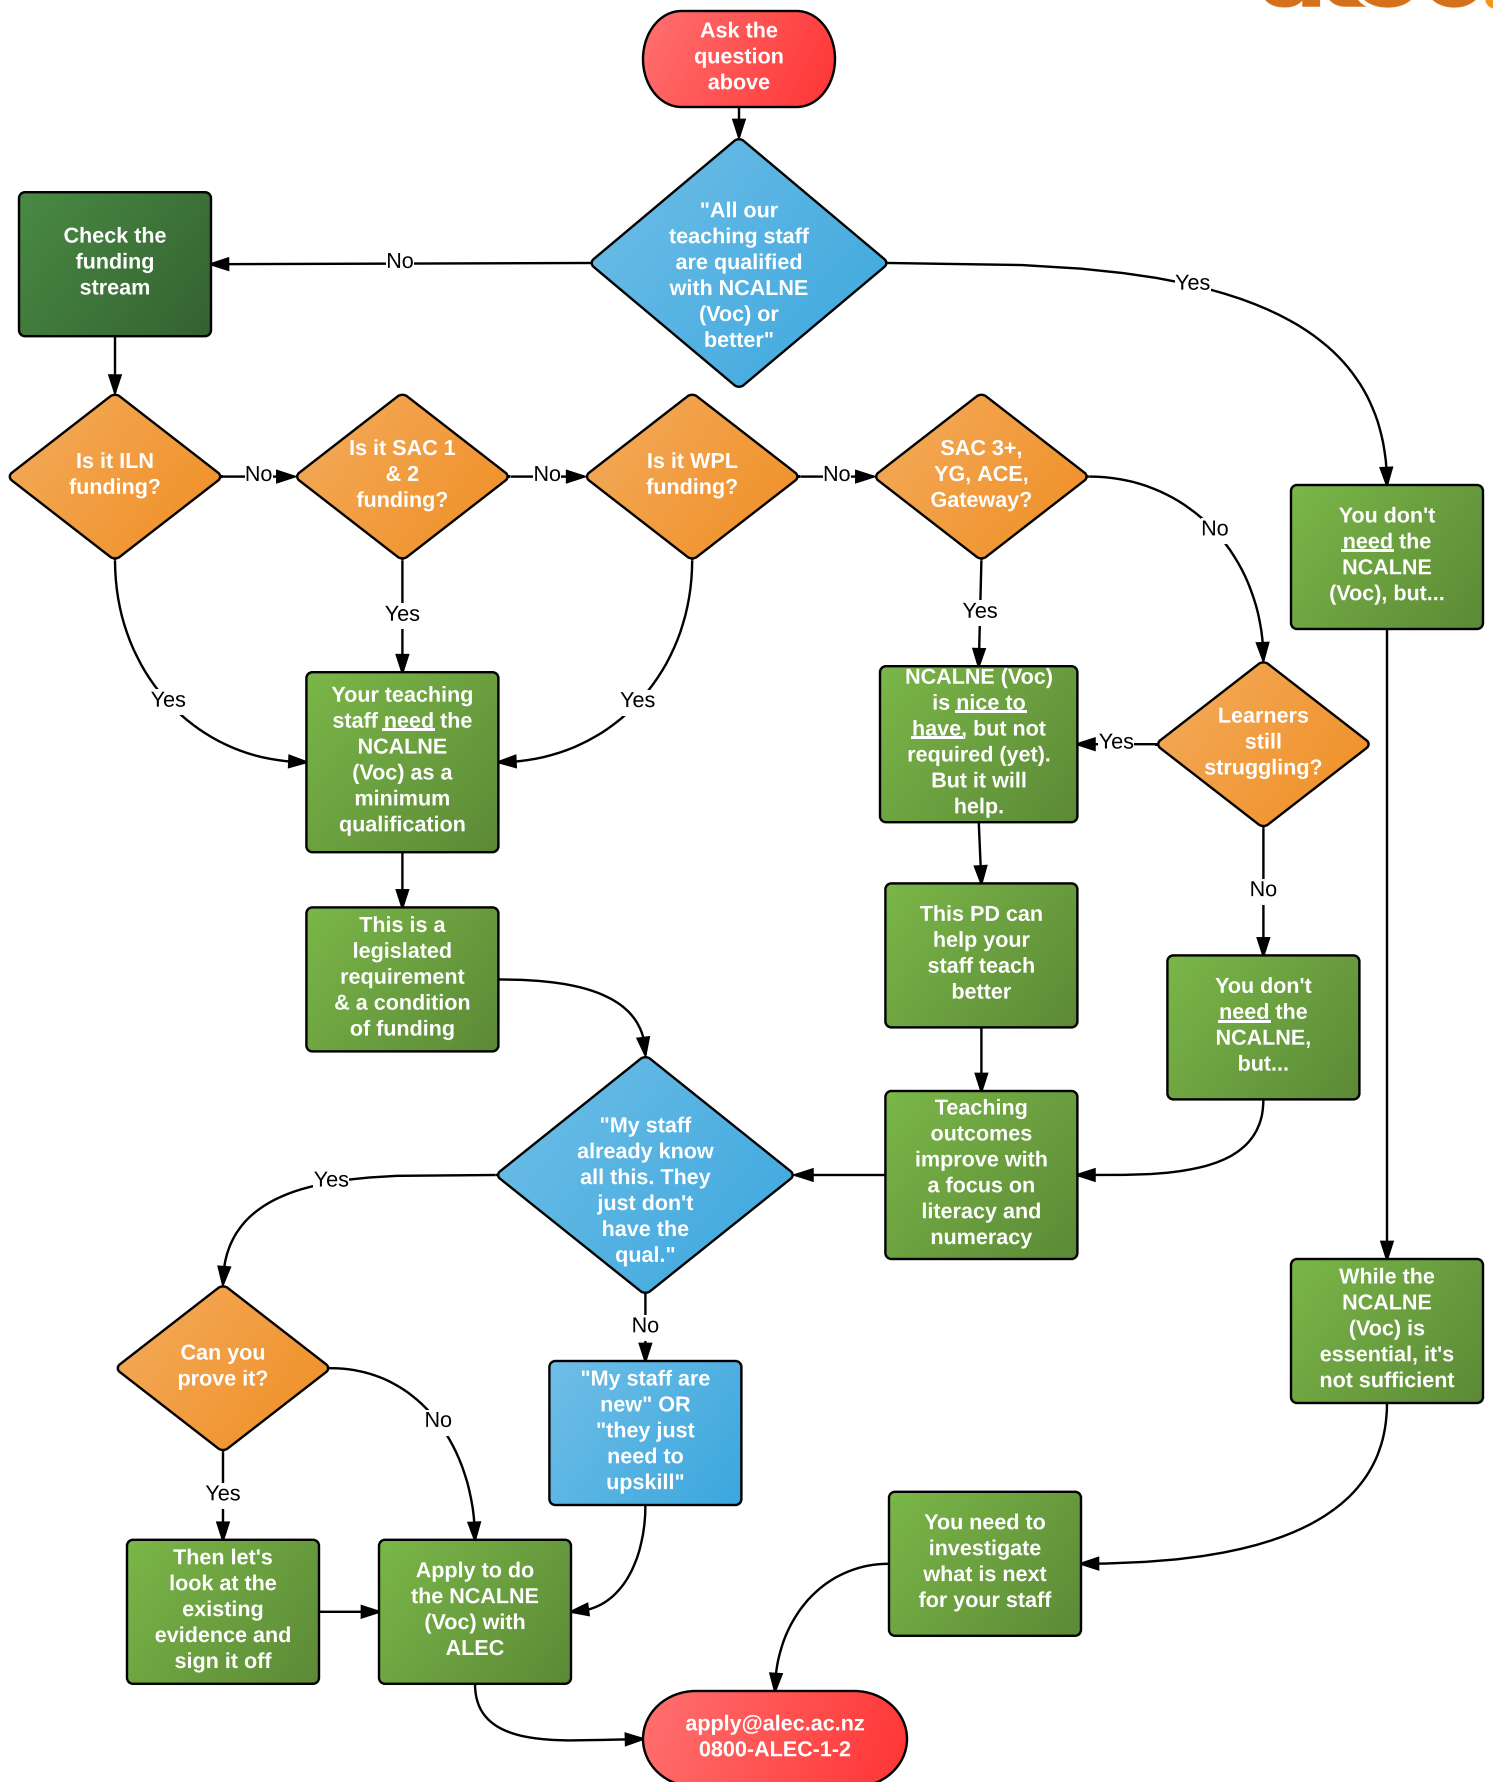 Ask the
question
above
"All our
teaching staff
are qualified
with NCALNE
(Voc) or
better"
No
Yes
Check the
funding
stream
Is it ILN
funding?
No
Is it SAC 1
& 2
funding?
No
Is it WPL
funding?
No
SAC 3+,
YG, ACE,
Gateway?
No
You don't
need the
NCALNE
(Voc), but...
Yes
Yes
Yes
Yes
Your teaching
staff need the
NCALNE
(Voc) as a
minimum
qualification
NCALNE (Voc)
is nice to
have, but not
required (yet).
But it will
help.
Yes
Learners
still
struggling?
No
This is a
legislated
requirement
& a condition
of funding
This PD can
help your
staff teach
better
You don't
need the
NCALNE,
but...
"My staff
already know
all this. They
just don't
have the
qual."
Teaching
outcomes
improve with
a focus on
literacy and
numeracy
Yes
No
While the
NCALNE
(Voc) is
essential, it's
not sufficient
Can you
prove it?
No
Yes
"My staff are
new" OR
"they just
need to
upskill"
Then let's
look at the
existing
evidence and
sign it off
Apply to do
the NCALNE
(Voc) with
ALEC
You need to
investigate
what is next
for your staff
apply@alec.ac.nz
0800-ALEC-1-2